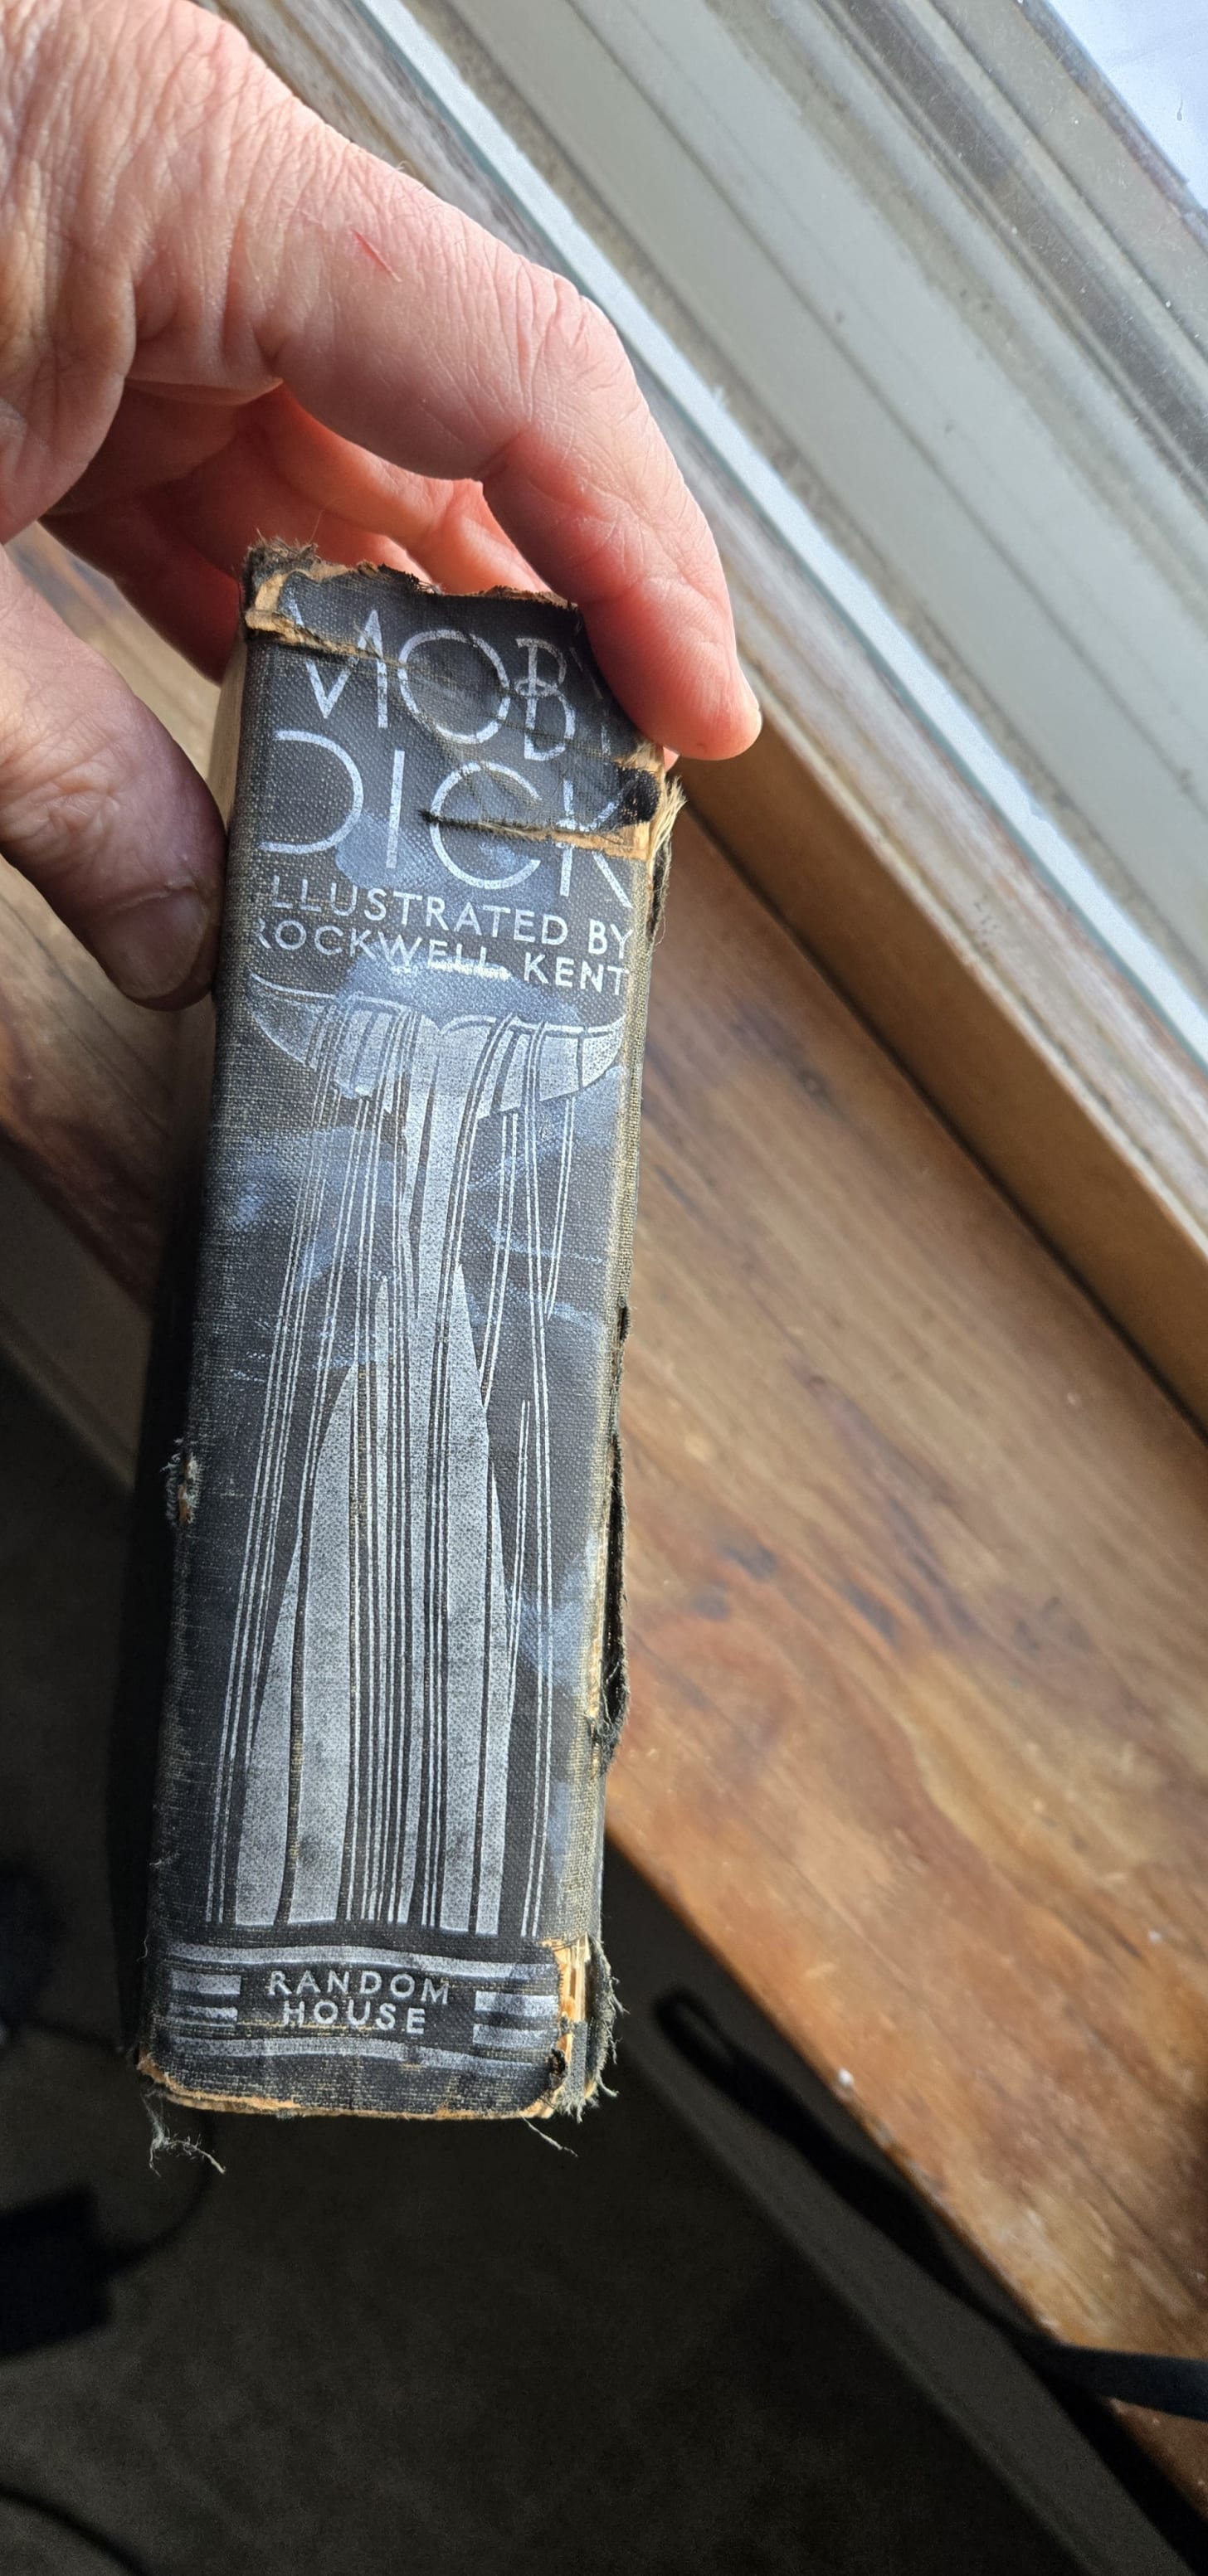 MOBY
DICK
ILLUSTRATED BY
ROCKWELL KENT
RANDOM
HOUSE